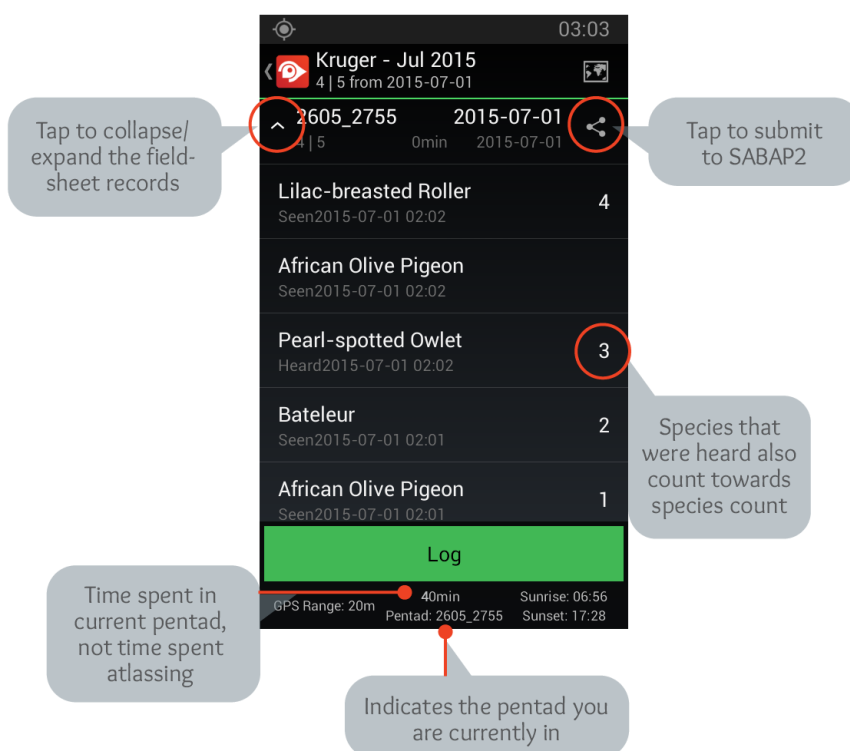 03:03
Kruger - Jul 2015
4 | 5 from 2015-07-01
2605_2755 2015-07-01
4 | 5 0min 2015-07-01
Tap to collapse/
expand the field-
sheet records
Tap to submit
to SABAP2
Lilac-breasted Roller 4
Seen2015-07-01 02:02
African Olive Pigeon
Seen2015-07-01 02:02
Pearl-spotted Owlet 3
Heard2015-07-01 02:02
Bateleur 2
Seen2015-07-01 02:01
Species that
were heard also
count towards
species count
African Olive Pigeon 1
Seen2015-07-01 02:01
Log
Time spent in
current pentad,
not time spent
atlassing
40min Sunrise: 06:56
GPS Range: 20m
Pentad: 2605_2755 Sunset: 17:28
Indicates the pentad you
are currently in